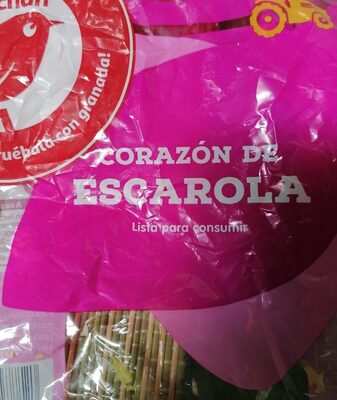 ¡Pruébala con granada!
CORAZÓN DE
ESCAROLA
Lista para consumir